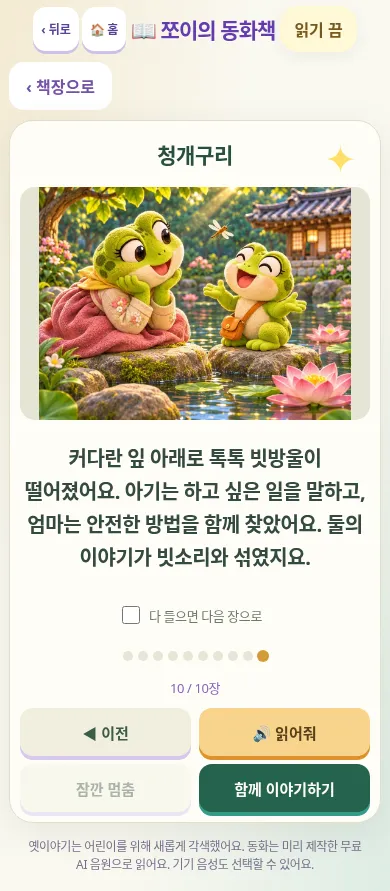 ‹ 뒤로 🏠 홈 📖 쪼이의 동화책 읽기 끔
‹ 책장으로
청개구리
커다란 잎 아래로 톡톡 빗방울이
떨어졌어요. 아기는 하고 싶은 일을 말하고,
엄마는 안전한 방법을 함께 찾았어요. 둘의
이야기가 빗소리와 섞였지요.
다 들으면 다음 장으로
10 / 10장
◀ 이전
🔊 읽어줘
잠깐 멈춤
함께 이야기하기
옛이야기는 어린이를 위해 새롭게 각색했어요. 동화는 미리 제작한 무료
AI 음원으로 읽어요. 기기 음성도 선택할 수 있어요.